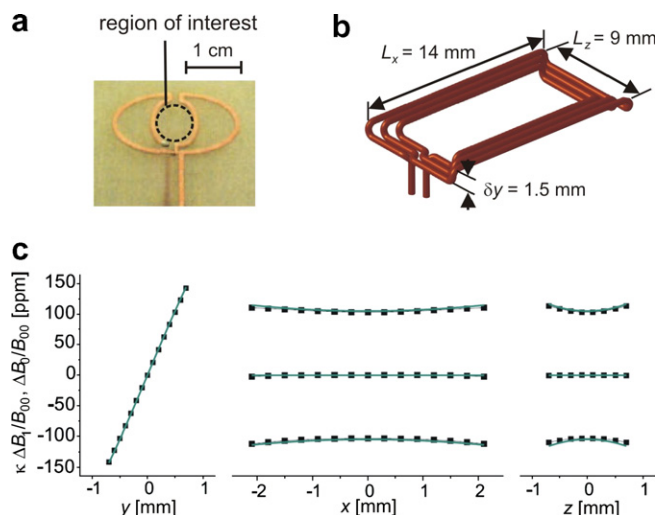 a
region of interest
1 cm
b
Lx = 14 mm
Lz = 9 mm
δy = 1.5 mm
c
κ ΔB1/B00, ΔB0/B00 [ppm]
150
100
50
0
-50
-100
-150
-1 0 1
y [mm]
-2 -1 0 1 2
x [mm]
-1 0 1
z [mm]